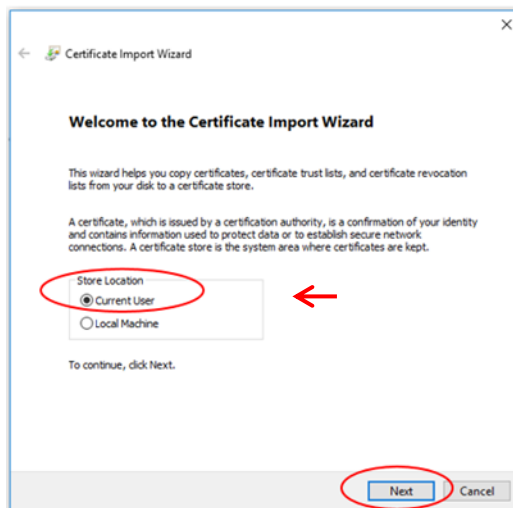 Certificate Import Wizard
Welcome to the Certificate Import Wizard
This wizard helps you copy certificates, certificate trust lists, and certificate revocation
lists from your disk to a certificate store.
A certificate, which is issued by a certification authority, is a confirmation of your identity
and contains information used to protect data or to establish secure network
connections. A certificate store is the system area where certificates are kept.
Store Location
Current User
Local Machine
To continue, click Next.
Next
Cancel